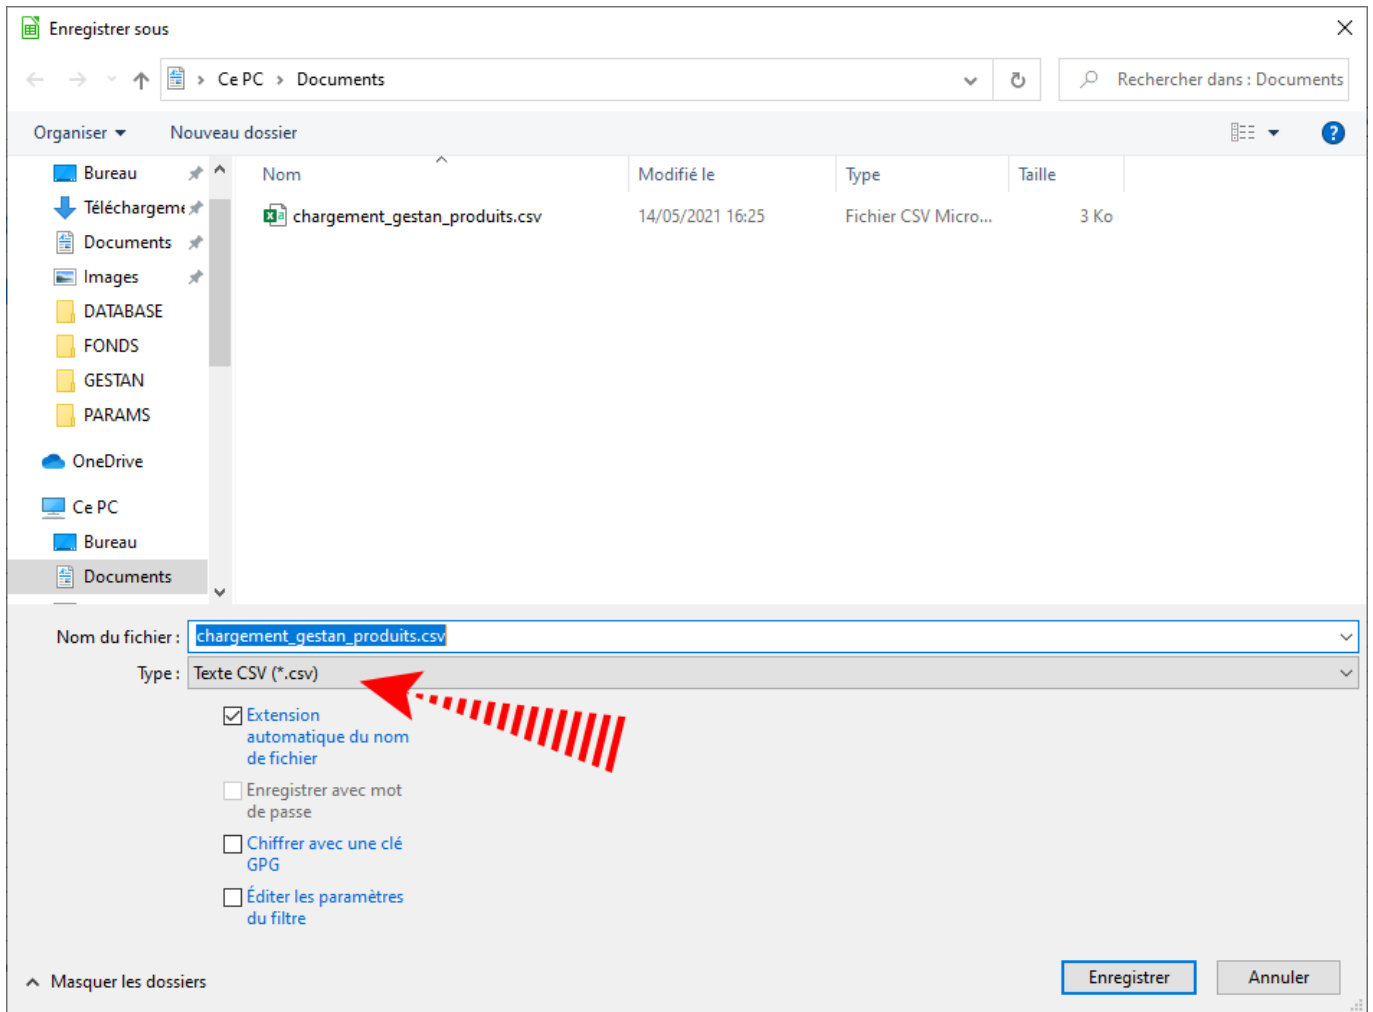 Enregistrer sous
Ce PC > Documents
Rechercher dans : Documents
Organiser
Nouveau dossier
Bureau
Nom
Modifié le
Type
Taille
Téléchargeme
chargement_gestan_produits.csv
14/05/2021 16:25
Fichier CSV Micro...
3 Ko
Documents
Images
DATABASE
FONDS
GESTAN
PARAMS
OneDrive
Ce PC
Bureau
Documents
Nom du fichier : chargement_gestan_produits.csv
Type : Texte CSV (*.csv)
Extension
automatique du nom
de fichier
Enregistrer avec mot
de passe
Chiffrer avec une clé
GPG
Éditer les paramètres
du filtre
Masquer les dossiers
Enregistrer
Annuler